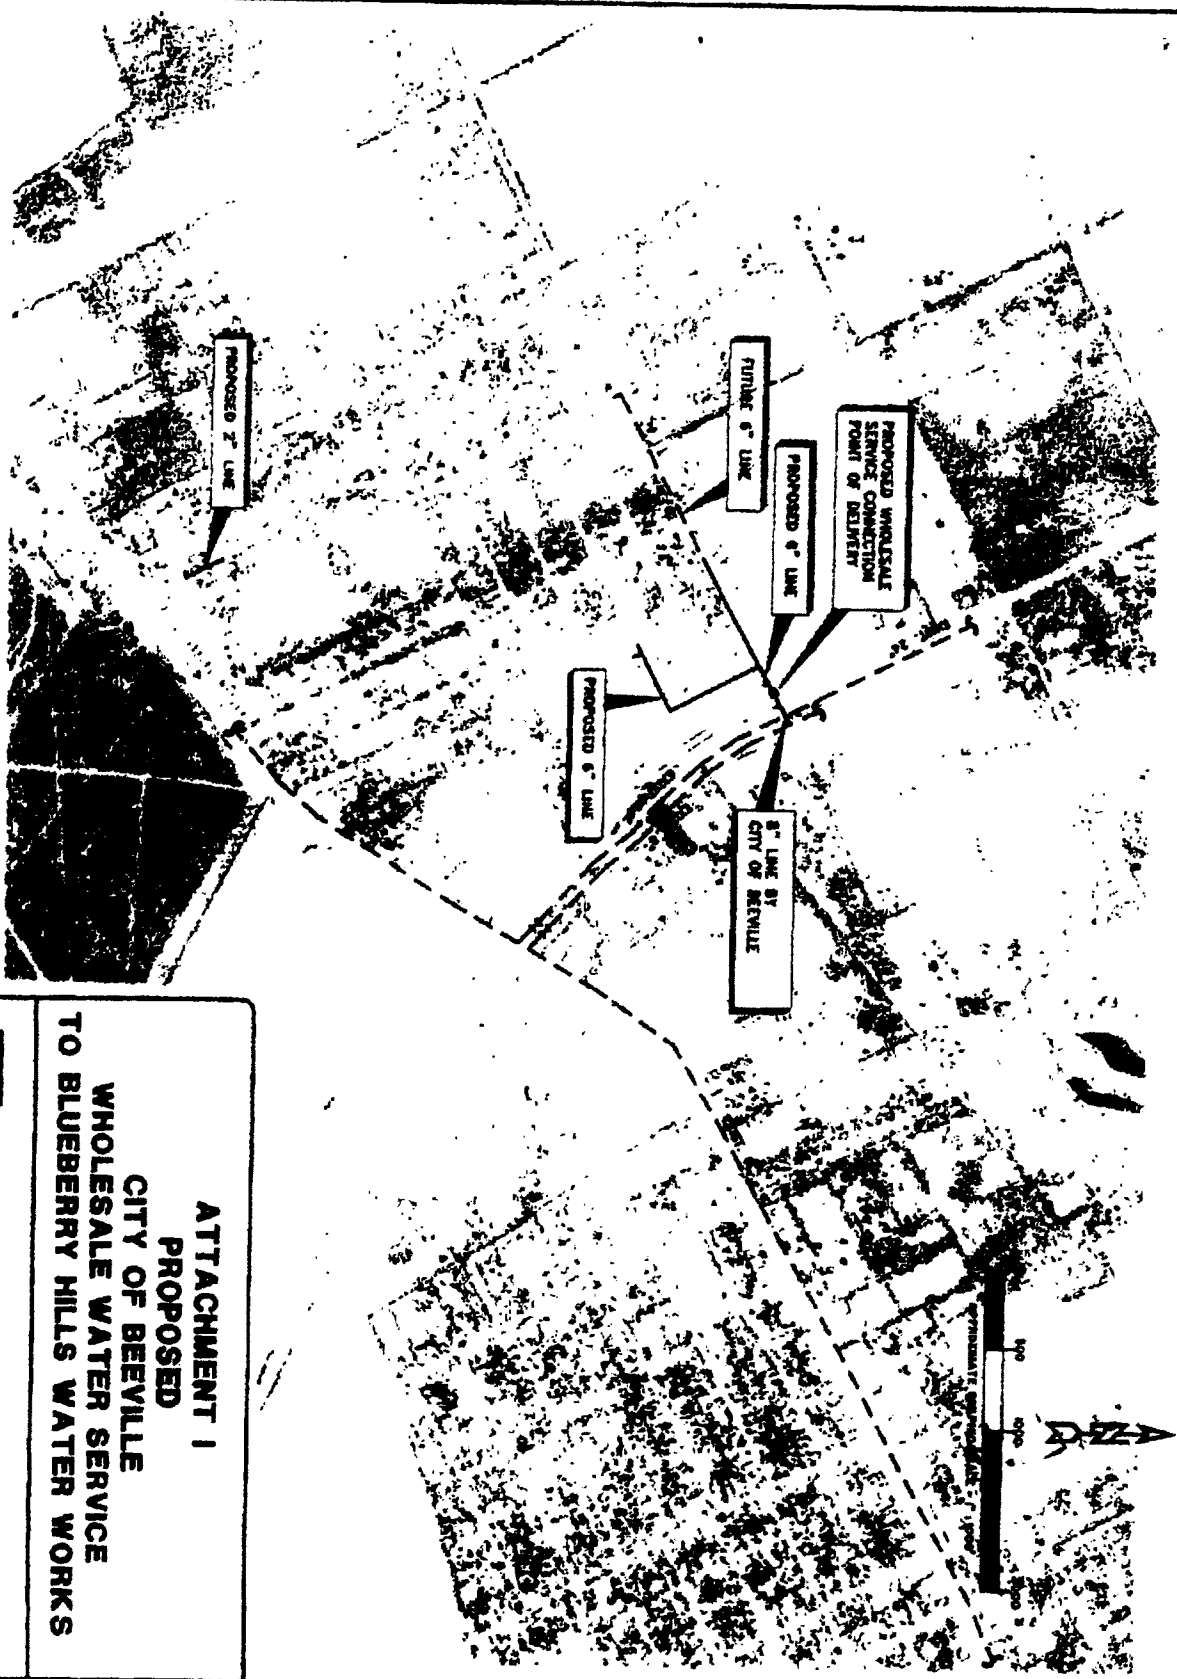 PROPOSED WHOLESALE
SERVICE CONNECTION
POINT OF DELIVERY
PROPOSED 6" LINE
FUTURE 6" LINE
PROPOSED 2" LINE
PROPOSED 6" LINE
8" LINE BY
CITY OF BEEVILLE
N
ATTACHMENT I
PROPOSED
CITY OF BEEVILLE
WHOLESALE WATER SERVICE
TO BLUEBERRY HILLS WATER WORKS